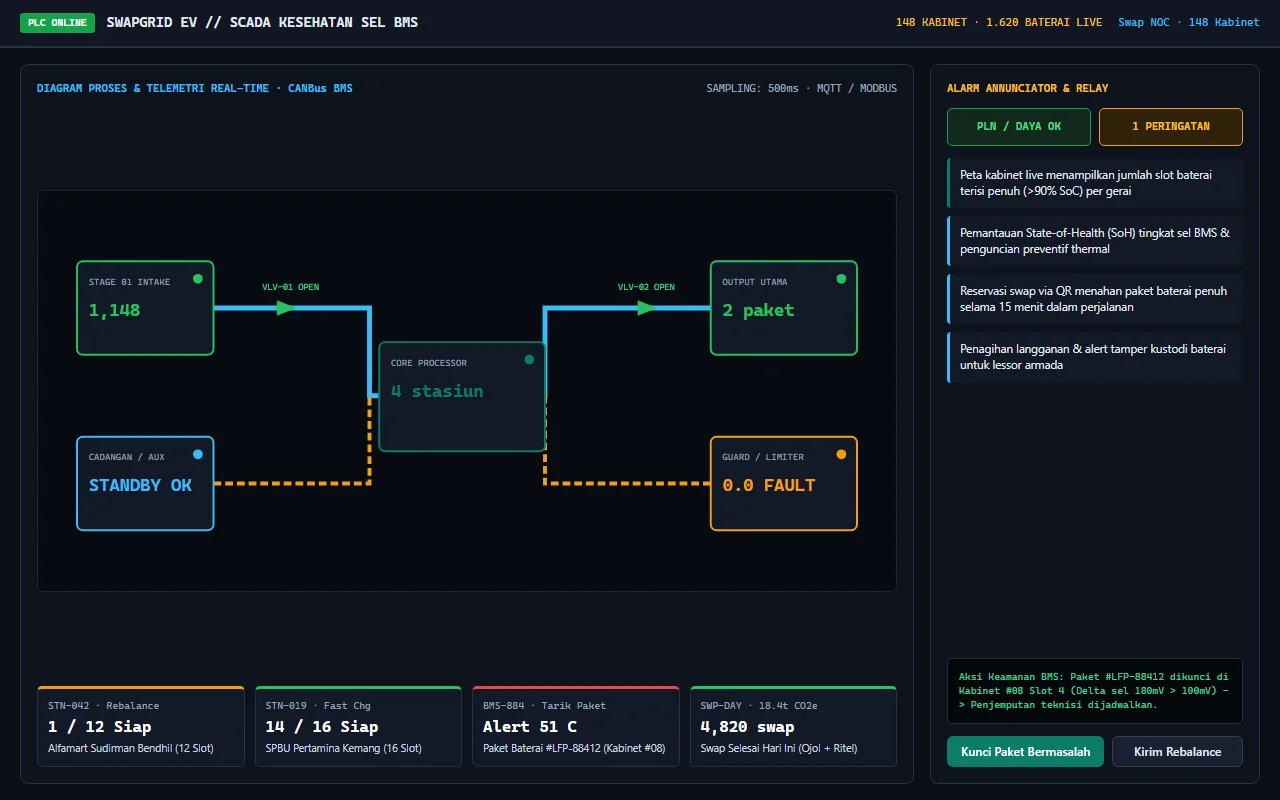 PLC ONLINE
SWAPGRID EV // SCADA KESEHATAN SEL BMS
148 KABINET · 1.620 BATERAI LIVE
Swap NOC · 148 Kabinet
DIAGRAM PROSES & TELEMETRI REAL-TIME · CANBus BMS
SAMPLING: 500ms · MQTT / MODBUS
STAGE 01 INTAKE
1,148
VLV-01 OPEN
VLV-02 OPEN
OUTPUT UTAMA
2 paket
CORE PROCESSOR
4 stasiun
CADANGAN / AUX
STANDBY OK
GUARD / LIMITER
0.0 FAULT
STN-042 · Rebalance
1 / 12 Siap
Alfamart Sudirman Bendhil (12 Slot)
STN-019 · Fast Chg
14 / 16 Siap
SPBU Pertamina Kemang (16 Slot)
BMS-884 · Tarik Paket
Alert 51 C
Paket Baterai #LFP-88412 (Kabinet #08)
SWP-DAY · 18.4t CO2e
4,820 swap
Swap Selesai Hari Ini (Ojol + Ritel)
ALARM ANNUNCIATOR & RELAY
PLN / DAYA OK
1 PERINGATAN
Peta kabinet live menampilkan jumlah slot baterai
terisi penuh (>90% SoC) per gerai
Pemantauan State-of-Health (SoH) tingkat sel BMS &
penguncian preventif thermal
Reservasi swap via QR menahan paket baterai penuh
selama 15 menit dalam perjalanan
Penagihan langganan & alert tamper kustodi baterai
untuk lessor armada
Aksi Keamanan BMS: Paket #LFP-88412 dikunci di
Kabinet #08 Slot 4 (Delta sel 180mV > 100mV) −
> Penjemputan teknisi dijadwalkan.
Kunci Paket Bermasalah
Kirim Rebalance